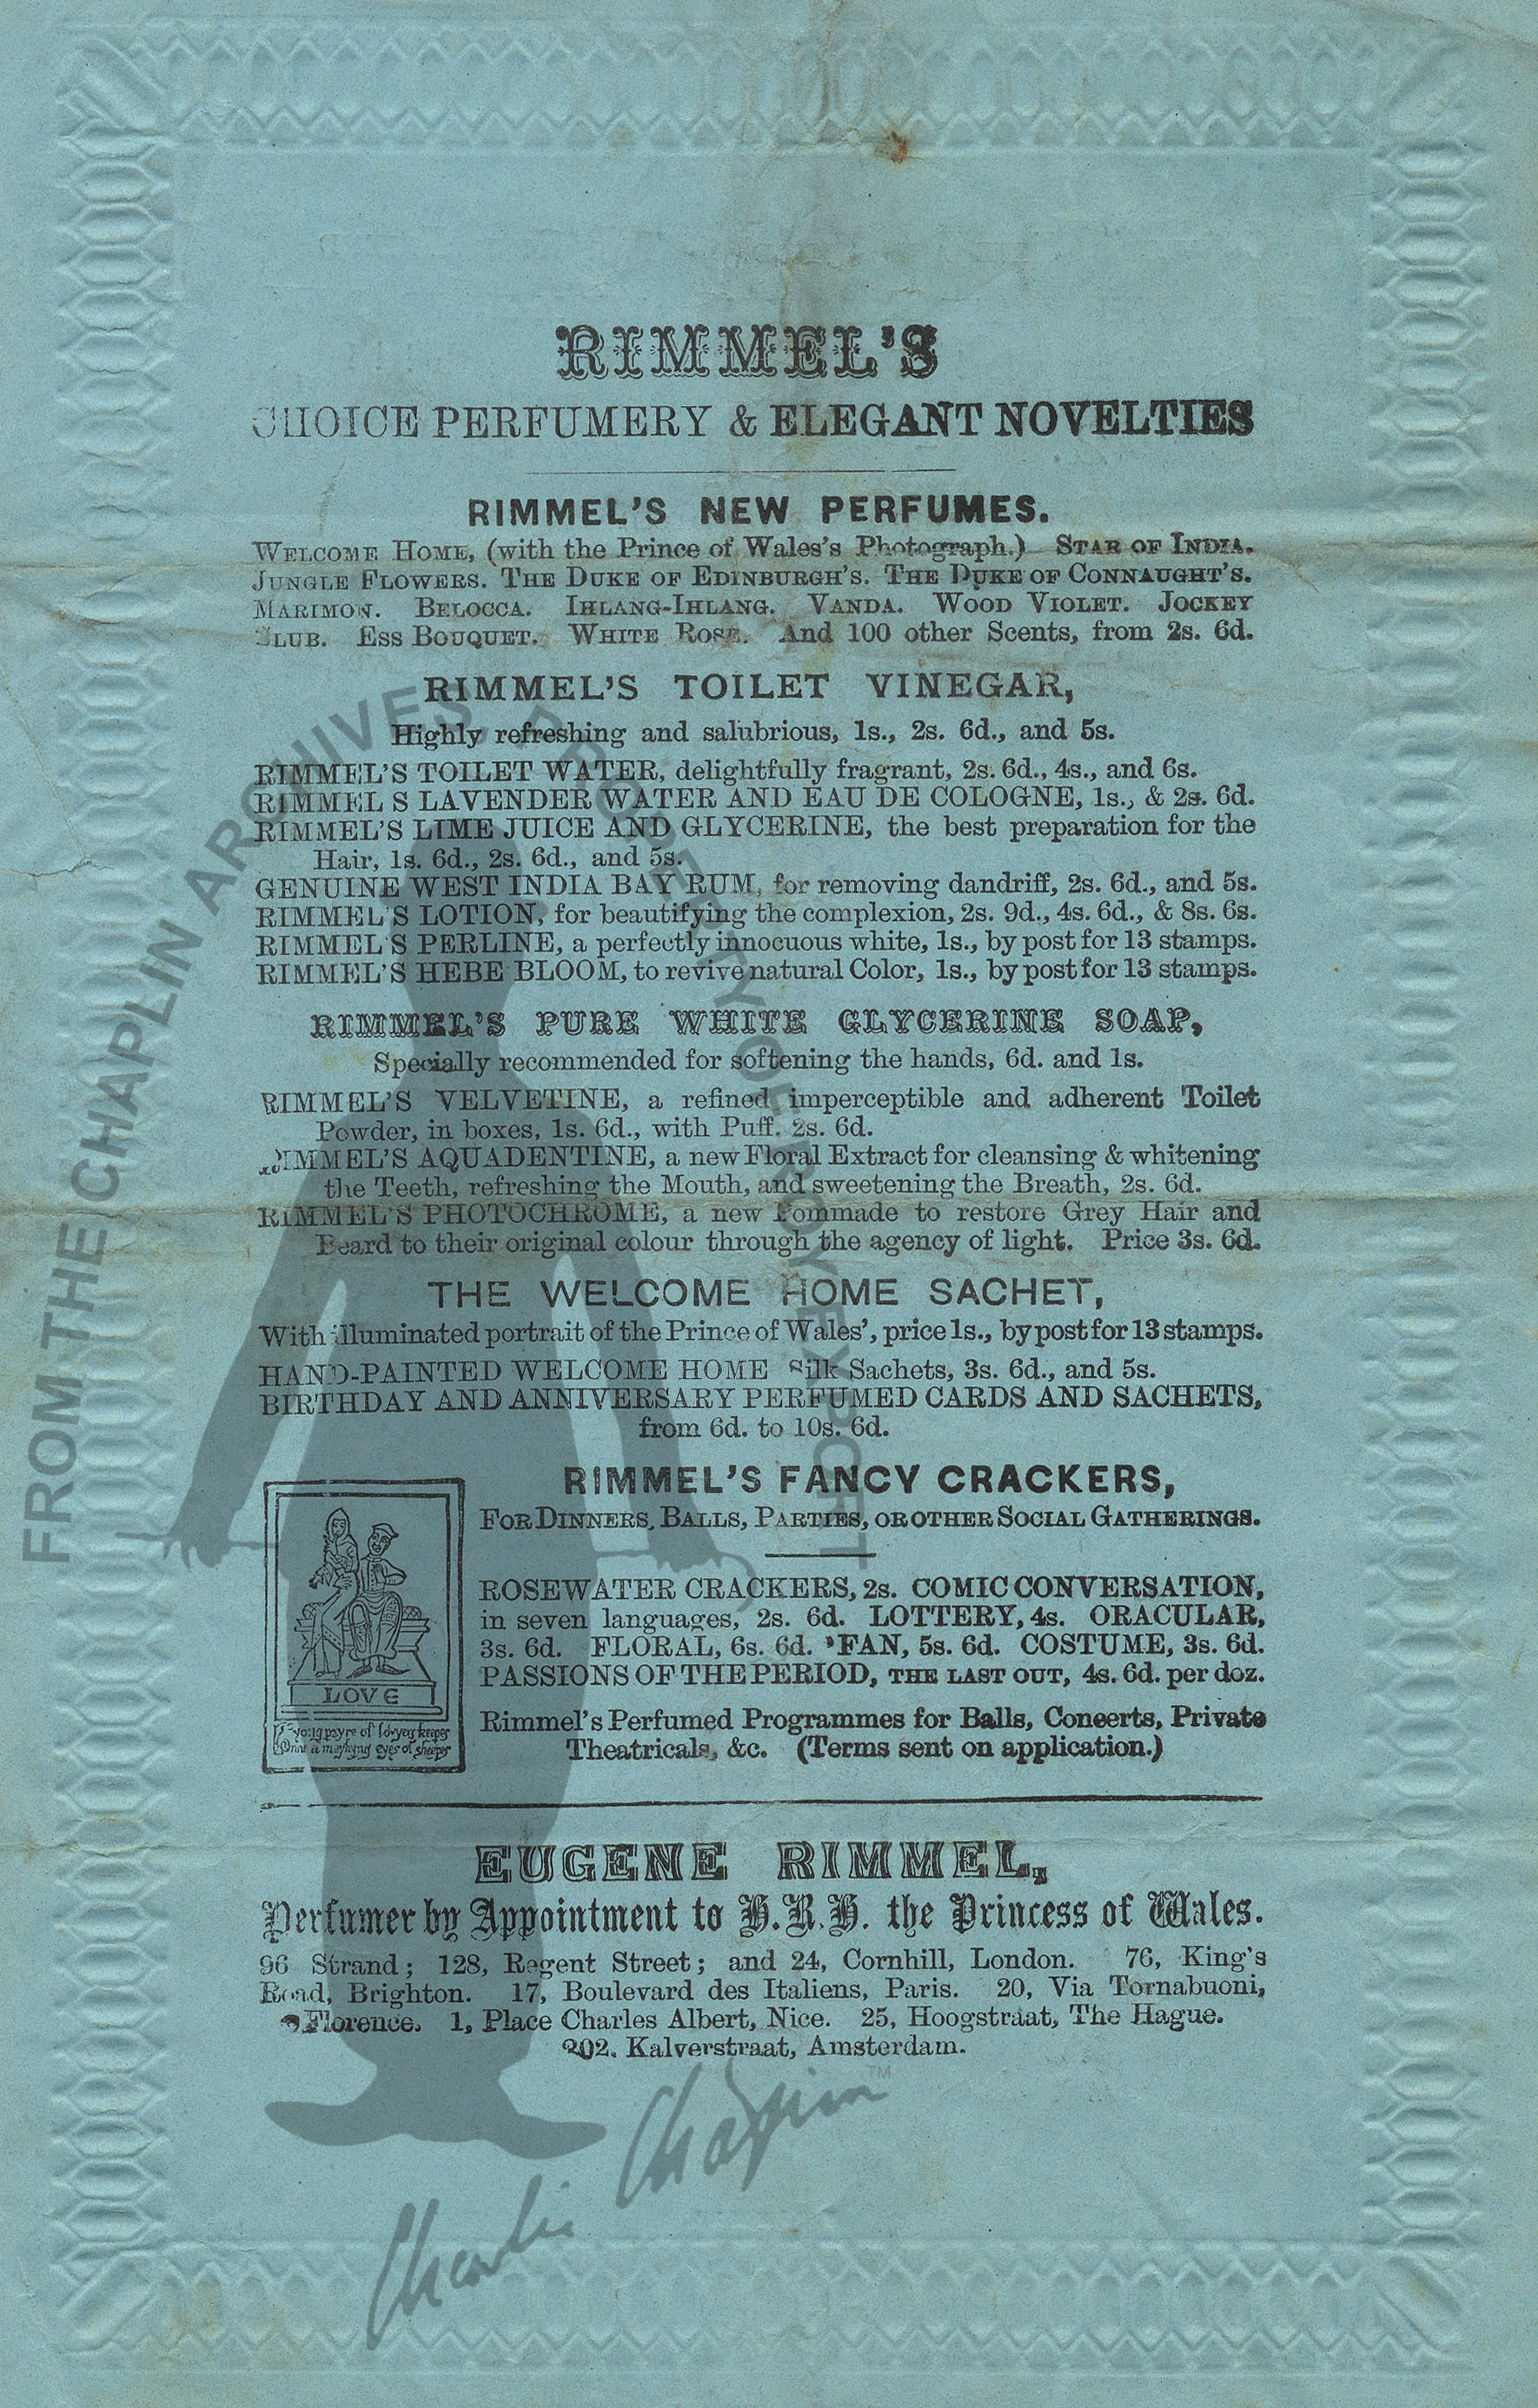 RIMMEL'S
CHOICE PERFUMERY & ELEGANT NOVELTIES
RIMMEL'S NEW PERFUMES.
WELCOME HOME, (with the Prince of Wales's Photograph.) STAR OF INDIA.
JUNGLE FLOWERS. THE DUKE OF EDINBURGH'S. THE DUKE OF CONNAUGHT'S.
MARIMON. BELOCCA. IHLANG-IHLANG. VANDA. WOOD VIOLET. JOCKEY
CLUB. ESS BOUQUET. WHITE ROSE. And 100 other Scents, from 2s. 6d.
RIMMEL'S TOILET VINEGAR,
Highly refreshing and salubrious, 1s., 2s. 6d., and 5s.
RIMMEL'S TOILET WATER, delightfully fragrant, 2s. 6d., 4s., and 6s.
RIMMEL S LAVENDER WATER AND EAU DE COLOGNE, 1s., & 2s. 6d.
RIMMEL'S LIME JUICE AND GLYCERINE, the best preparation for the
Hair, 1s. 6d., 2s. 6d., and 5s.
GENUINE WEST INDIA BAY RUM, for removing dandriff, 2s. 6d., and 5s.
RIMMEL'S LOTION, for beautifying the complexion, 2s. 9d., 4s. 6d., & 8s. 6s.
RIMMEL'S PERLINE, a perfectly innocuous white, 1s., by post for 13 stamps.
RIMMEL'S HEBE BLOOM, to revive natural Color, 1s., by post for 13 stamps.
RIMMEL'S PURE WHITE GLYCERINE SOAP,
Specially recommended for softening the hands, 6d. and 1s.
RIMMEL'S VELVETINE, a refined imperceptible and adherent Toilet
Powder, in boxes, 1s. 6d., with Puff. 2s. 6d.
RIMMEL'S AQUADENTINE, a new Floral Extract for cleansing & whitening
the Teeth, refreshing the Mouth, and sweetening the Breath, 2s. 6d.
RIMMEL'S PHOTOCHROME, a new Pommade to restore Grey Hair and
Beard to their original colour through the agency of light. Price 3s. 6d.
THE WELCOME HOME SACHET,
With illuminated portrait of the Prince of Wales', price 1s., by post for 13 stamps.
HAND-PAINTED WELCOME HOME Silk Sachets, 3s. 6d., and 5s.
BIRTHDAY AND ANNIVERSARY PERFUMED CARDS AND SACHETS,
from 6d. to 10s. 6d.
RIMMEL'S FANCY CRACKERS,
FOR DINNERS, BALLS, PARTIES, OR OTHER SOCIAL GATHERINGS.
ROSEWATER CRACKERS, 2s. COMIC CONVERSATION,
in seven languages, 2s. 6d. LOTTERY, 4s. ORACULAR,
3s. 6d. FLORAL, 6s. 6d. FAN, 5s. 6d. COSTUME, 3s. 6d.
PASSIONS OF THE PERIOD, THE LAST OUT, 4s. 6d. per doz.
Rimmel's Perfumed Programmes for Balls, Concerts, Private
Theatricals, &c. (Terms sent on application.)
LOVE
yonng payre of lovyers keepes
a maykyng eyes of sheepes
EUGENE RIMMEL,
Perfumer by Appointment to H.R.H. the Princess of Wales.
96 Strand; 128, Regent Street; and 24, Cornhill, London. 76, King's
Road, Brighton. 17, Boulevard des Italiens, Paris. 20, Via Tornabuoni,
Florence. 1, Place Charles Albert, Nice. 25, Hoogstraat, The Hague.
202, Kalverstraat, Amsterdam.
FROM THE CHAPLIN ARCHIVES. PROPERTY OF ROY EXPORT
Charlie Chaplin TM